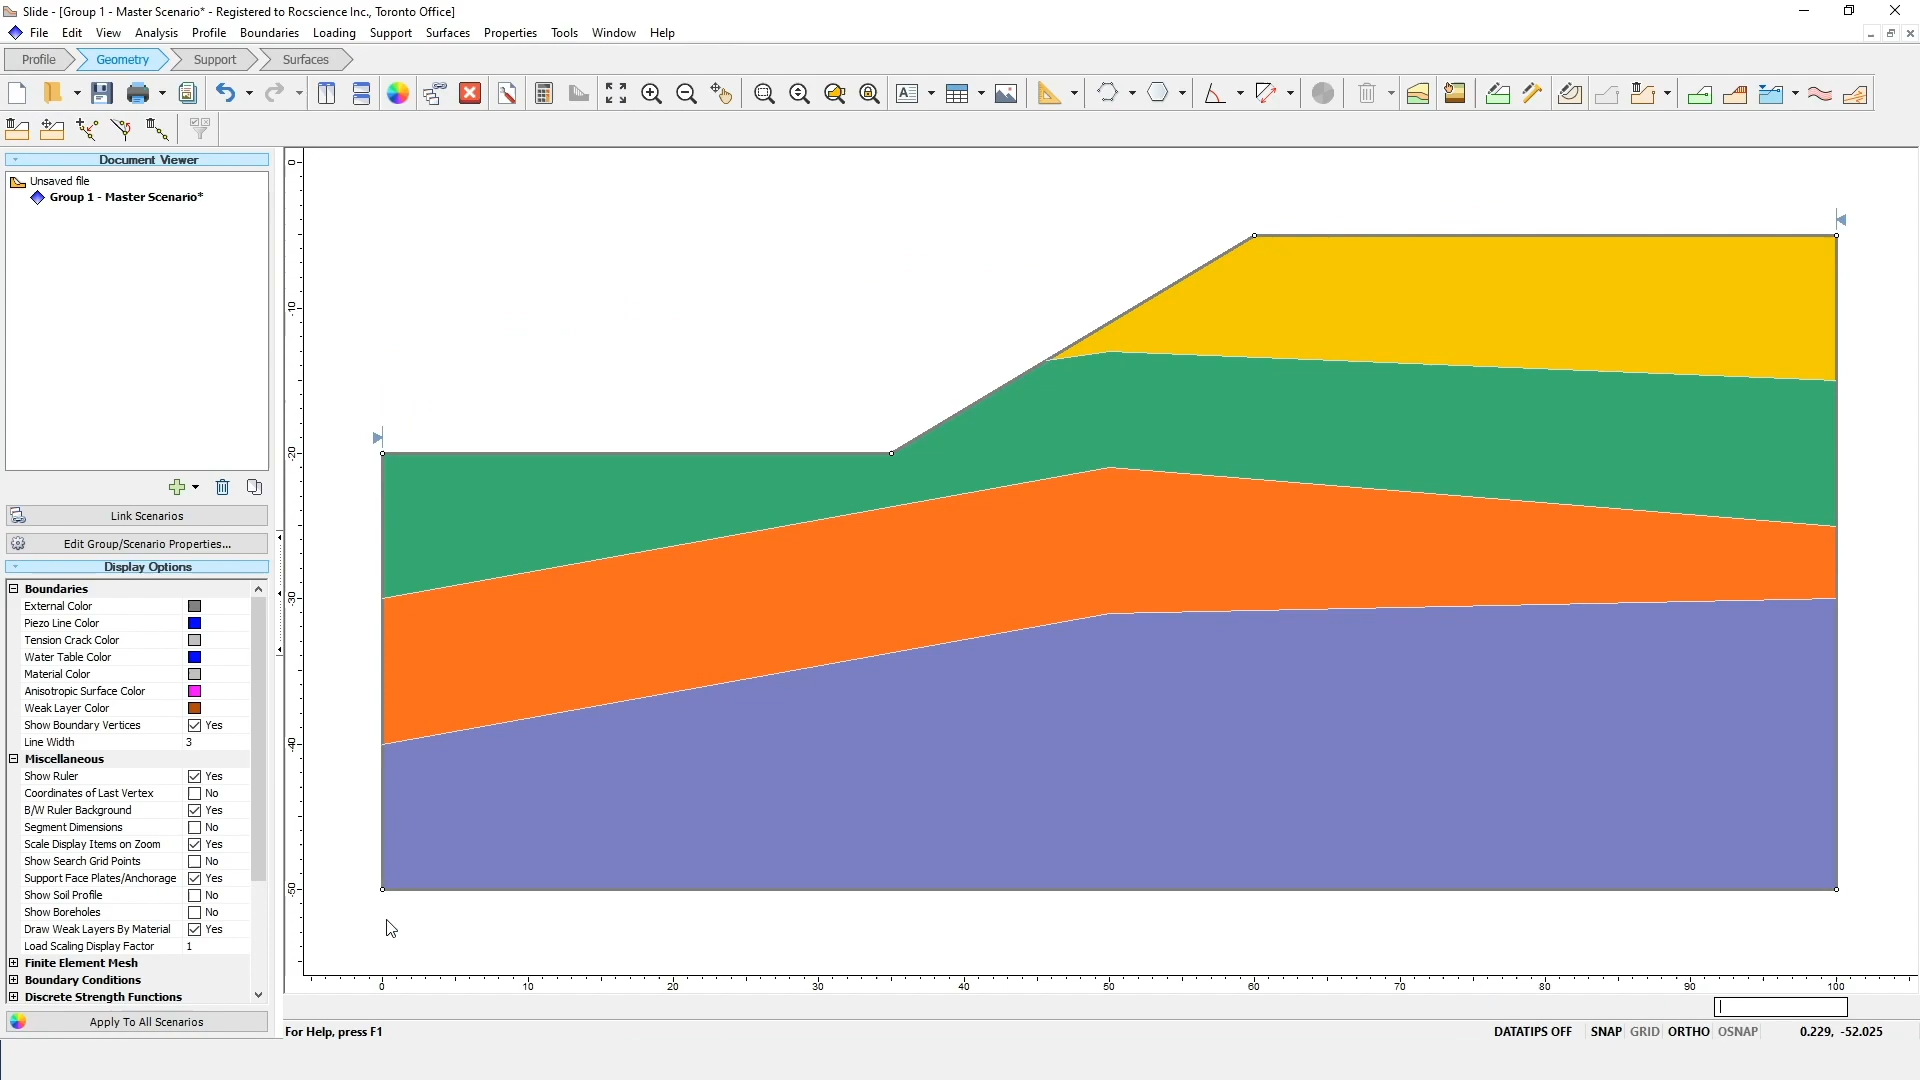 Slide - [Group 1 - Master Scenario* - Registered to Rocscience Inc., Toronto Office]
File Edit View Analysis Profile Boundaries Loading Support Surfaces Properties Tools Window Help
Profile Geometry Support Surfaces
Document Viewer
Unsaved file
Group 1 - Master Scenario*
Link Scenarios
Edit Group/Scenario Properties...
Display Options
Boundaries
External Color
Piezo Line Color
Tension Crack Color
Water Table Color
Material Color
Anisotropic Surface Color
Weak Layer Color
Show Boundary Vertices Yes
Line Width 3
Miscellaneous
Show Ruler Yes
Coordinates of Last Vertex No
B/W Ruler Background Yes
Segment Dimensions No
Scale Display Items on Zoom Yes
Show Search Grid Points No
Support Face Plates/Anchorage Yes
Show Soil Profile No
Show Boreholes No
Draw Weak Layers By Material Yes
Load Scaling Display Factor 1
Finite Element Mesh
Boundary Conditions
Discrete Strength Functions
Apply To All Scenarios
0
-10
-20
-30
-40
-50
0 10 20 30 40 50 60 70 80 90 100
For Help, press F1
DATATIPS OFF SNAP GRID ORTHO OSNAP 0.229, -52.025